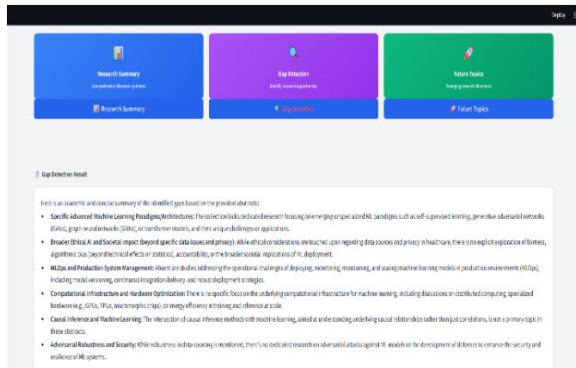 Deploy
Research Summary
Comprehensive literature synthesis
Gap Detection
Identify research opportunities
Future Topics
Emerging research directions
Research Summary
Gap Detection
Future Topics
Gap Detection Result
Here is an academic and concise summary of the identified gaps based on the provided abstracts:
• Specific Advanced Machine Learning Paradigms/Architectures: The collection lacks dedicated research focusing on emerging or specialized ML paradigms such as self-supervised learning, generative adversarial networks
(GANs), graph neural networks (GNNs), or transformer models, and their unique challenges or applications.
• Broader Ethical AI and Societal Impact (beyond specific data issues and privacy): While ethical considerations are touched upon regarding data sources and privacy in healthcare, there is no explicit exploration of fairness,
algorithmic bias (beyond technical effects on statistics), accountability, or the broader societal implications of ML deployment.
• MLOps and Production System Management: Absent are studies addressing the operational challenges of deploying, monitoring, maintaining, and scaling machine learning models in production environments (MLOps),
including model versioning, continuous integration/delivery, and robust deployment strategies.
• Computational Infrastructure and Hardware Optimization: There is no specific focus on the underlying computational infrastructure for machine learning, including discussions on distributed computing, specialized
hardware (e.g., GPUs, TPUs, neuromorphic chips), or energy efficiency in training and inference at scale.
• Causal Inference and Machine Learning: The intersection of causal inference methods with machine learning, aimed at understanding underlying causal relationships rather than just correlations, is not a primary topic in
these abstracts.
• Adversarial Robustness and Security: While robustness in data sourcing is mentioned, there's no dedicated research on adversarial attacks against ML models or the development of defenses to enhance the security and
resilience of ML systems.